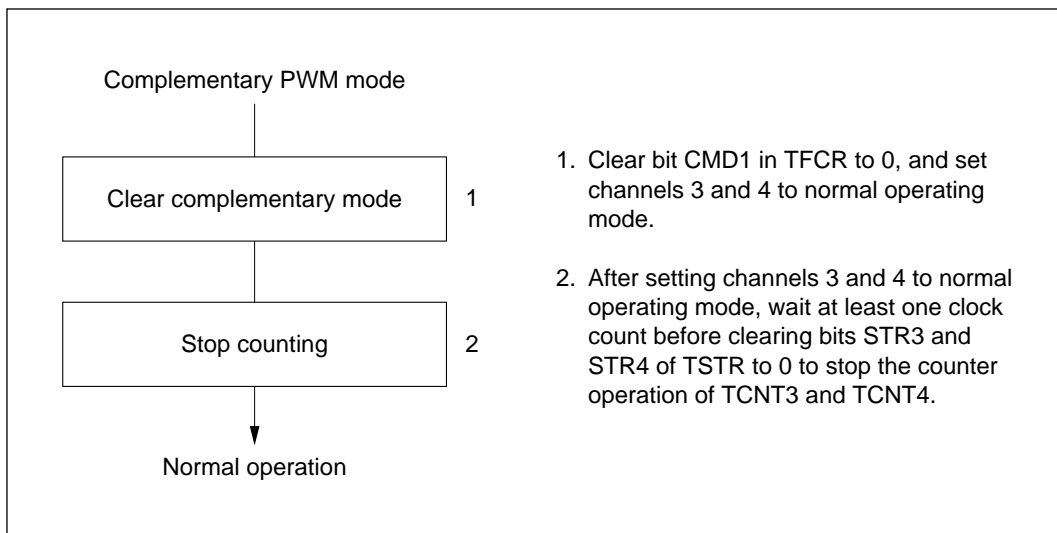 Complementary PWM mode
Clear complementary mode
1
Stop counting
2
Normal operation
1. Clear bit CMD1 in TFCR to 0, and set
channels 3 and 4 to normal operating
mode.
2. After setting channels 3 and 4 to normal
operating mode, wait at least one clock
count before clearing bits STR3 and
STR4 of TSTR to 0 to stop the counter
operation of TCNT3 and TCNT4.